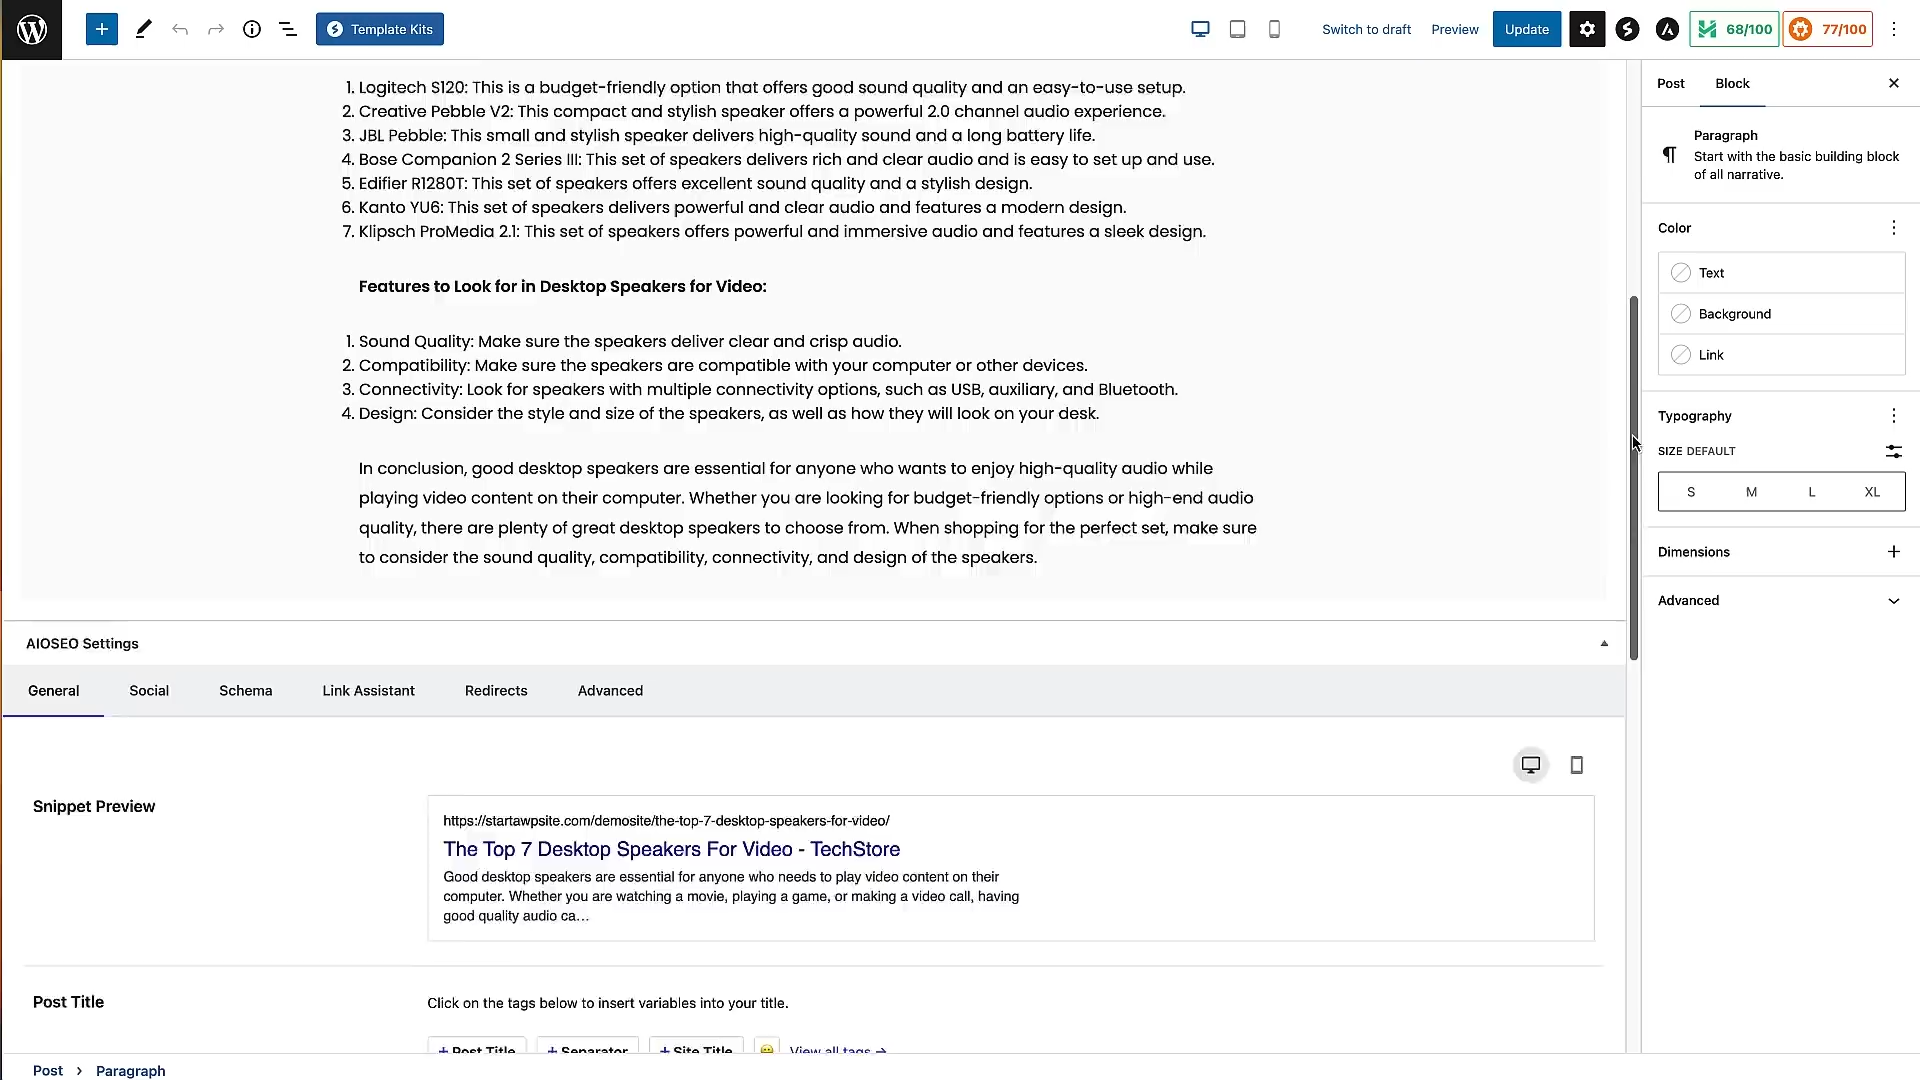 Template Kits
Switch to draft
Preview
Update
68/100
77/100
1. Logitech S120: This is a budget-friendly option that offers good sound quality and an easy-to-use setup.
2. Creative Pebble V2: This compact and stylish speaker offers a powerful 2.0 channel audio experience.
3. JBL Pebble: This small and stylish speaker delivers high-quality sound and a long battery life.
4. Bose Companion 2 Series III: This set of speakers delivers rich and clear audio and is easy to set up and use.
5. Edifier R1280T: This set of speakers offers excellent sound quality and a stylish design.
6. Kanto YU6: This set of speakers delivers powerful and clear audio and features a modern design.
7. Klipsch ProMedia 2.1: This set of speakers offers powerful and immersive audio and features a sleek design.
Features to Look for in Desktop Speakers for Video:
1. Sound Quality: Make sure the speakers deliver clear and crisp audio.
2. Compatibility: Make sure the speakers are compatible with your computer or other devices.
3. Connectivity: Look for speakers with multiple connectivity options, such as USB, auxiliary, and Bluetooth.
4. Design: Consider the style and size of the speakers, as well as how they will look on your desk.
In conclusion, good desktop speakers are essential for anyone who wants to enjoy high-quality audio while
playing video content on their computer. Whether you are looking for budget-friendly options or high-end audio
quality, there are plenty of great desktop speakers to choose from. When shopping for the perfect set, make sure
to consider the sound quality, compatibility, connectivity, and design of the speakers.
AIOSEO Settings
General
Social
Schema
Link Assistant
Redirects
Advanced
Snippet Preview
https://startawpsite.com/demosite/the-top-7-desktop-speakers-for-video/
The Top 7 Desktop Speakers For Video - TechStore
Good desktop speakers are essential for anyone who needs to play video content on their
computer. Whether you are watching a movie, playing a game, or making a video call, having
good quality audio ca...
Post Title
Click on the tags below to insert variables into your title.
+ Post Title
+ Separator
+ Site Title
View all tags →
Post > Paragraph
Post
Block
Paragraph
Start with the basic building block
of all narrative.
Color
Text
Background
Link
Typography
SIZE DEFAULT
S
M
L
XL
Dimensions
Advanced